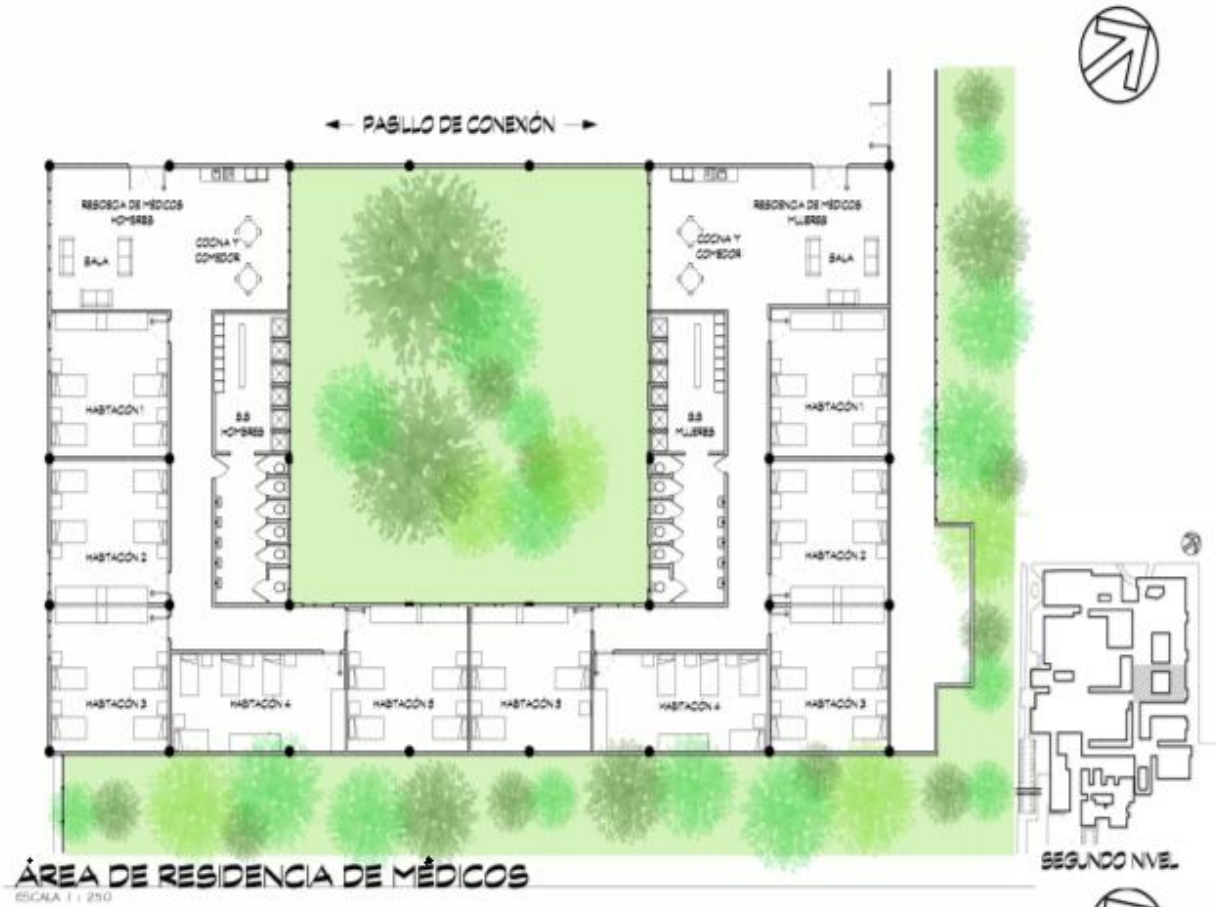 PASILLO DE CONEXIÓN
RESIDECIA DE MÉDICOS
HOMBRES
RESIDENCIA DE MÉDICOS
MUJERES
COCINA Y
COMEDOR
SALA
COCINA Y
COMEDOR
SALA
HABITACIÓN 1
S.S
HOMBRES
S.S
MUJERES
HABITACIÓN 1
HABITACIÓN 2
HABITACIÓN 2
HABITACIÓN 3
HABITACIÓN 4
HABITACIÓN 5
HABITACIÓN 5
HABITACIÓN 4
HABITACIÓN 3
SEGUNDO NIVEL
ÁREA DE RESIDENCIA DE MÉDICOS
ESCALA 1 : 250